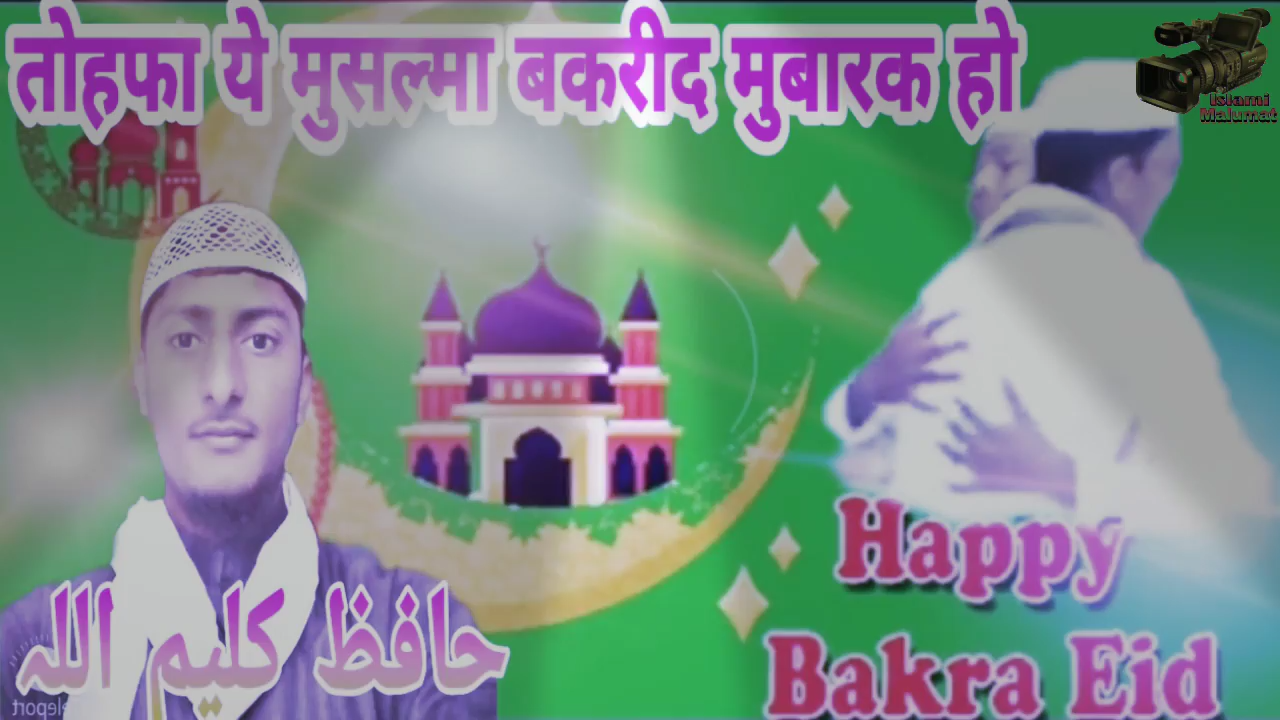 तोहफा ये मुसल्मा बकरीद मुबारक हो
Islami
Malumat
Happy
Bakra Eid
حافظ کلیم اللہ